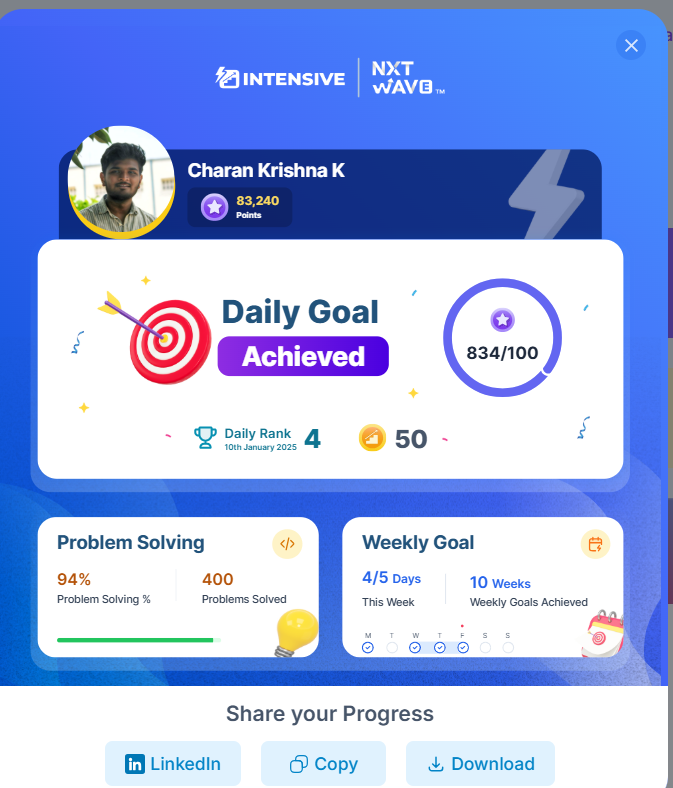 INTENSIVE
NXT
WAVE™
Charan Krishna K
83,240
Points
Daily Goal
Achieved
834/100
Daily Rank
10th January 2025
4
50
Problem Solving
94%
Problem Solving %
400
Problems Solved
Weekly Goal
4/5 Days
This Week
10 Weeks
Weekly Goals Achieved
M T W T F S S
Share your Progress
LinkedIn
Copy
Download